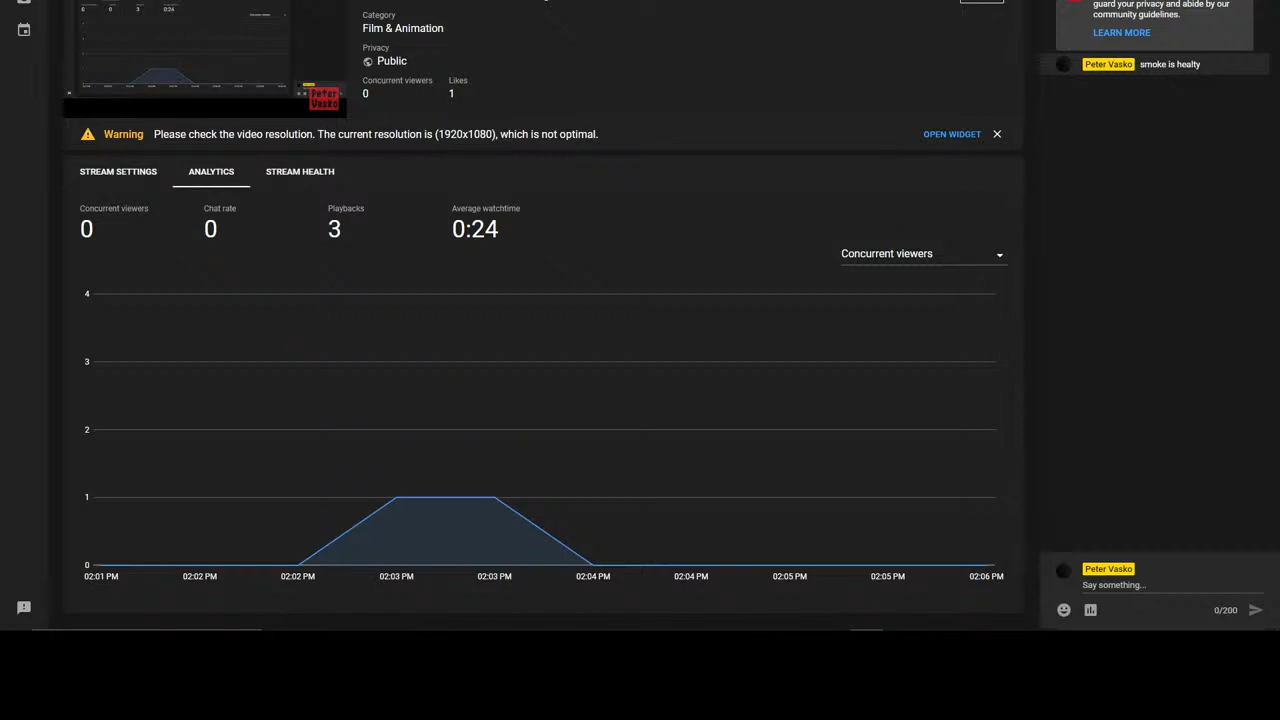 guard your privacy and abide by our
community guidelines.
LEARN MORE
Peter Vasko smoke is healty
Category
Film & Animation
Privacy
Public
Concurrent viewers Likes
0 1
Peter
Vasko
Warning Please check the video resolution. The current resolution is (1920x1080), which is not optimal.
OPEN WIDGET
STREAM SETTINGS ANALYTICS STREAM HEALTH
Concurrent viewers Chat rate Playbacks Average watchtime
0 0 3 0:24
Concurrent viewers
4
3
2
1
0
02:01 PM 02:02 PM 02:02 PM 02:03 PM 02:03 PM 02:04 PM 02:04 PM 02:05 PM 02:05 PM 02:06 PM
Peter Vasko
Say something...
0/200